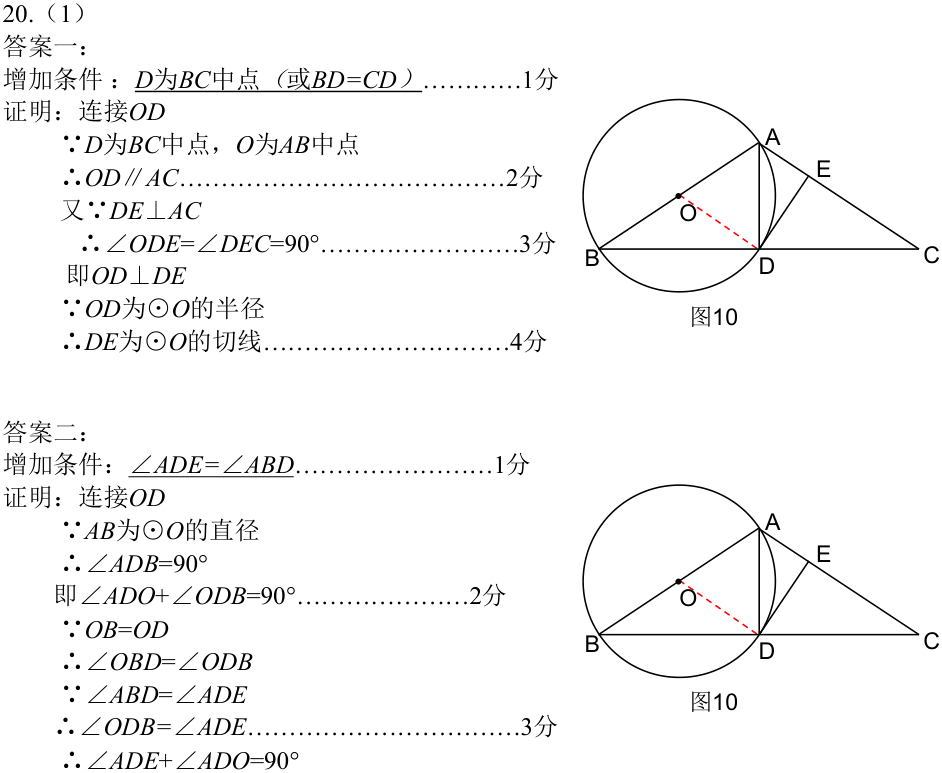 20.（1）
答案一：
增加条件：D为BC中点（或BD=CD）…………1分
证明：连接OD
∵D为BC中点，O为AB中点
∴OD∥AC…………………………………2分
又∵DE⊥AC
∴∠ODE=∠DEC=90°……………………3分
即OD⊥DE
∵OD为⊙O的半径
∴DE为⊙O的切线…………………………4分
A
E
O
B
D
C
图10
答案二：
增加条件：∠ADE=∠ABD……………………1分
证明：连接OD
∵AB为⊙O的直径
∴∠ADB=90°
即∠ADO+∠ODB=90°…………………2分
∵OB=OD
∴∠OBD=∠ODB
∵∠ABD=∠ADE
∴∠ODB=∠ADE……………………………3分
∴∠ADE+∠ADO=90°
A
E
O
B
D
C
图10